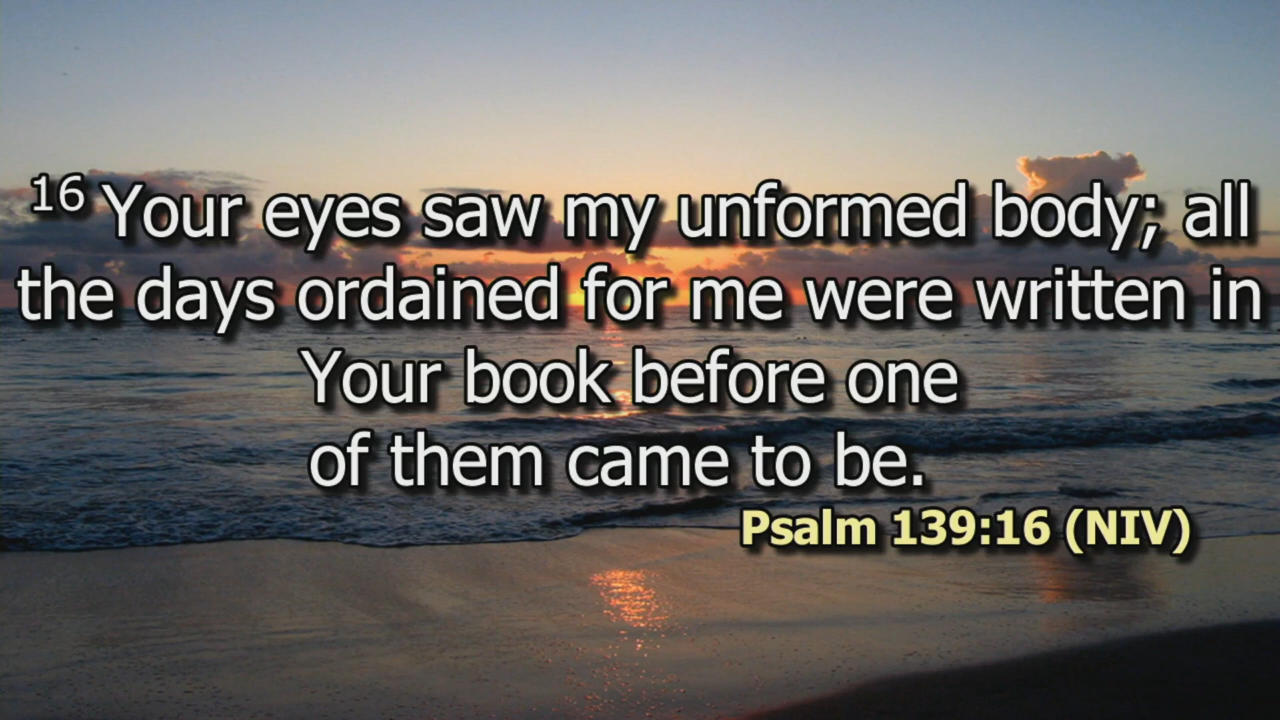 16 Your eyes saw my unformed body; all
the days ordained for me were written in
Your book before one
of them came to be.
Psalm 139:16 (NIV)